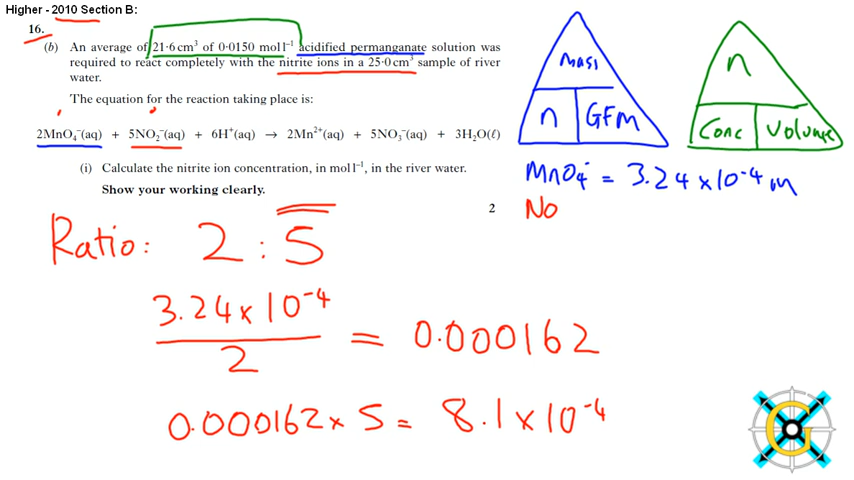 Higher - 2010 Section B:
16.
(b) An average of 21·6 cm³ of 0·0150 mol l⁻¹ acidified permanganate solution was
required to react completely with the nitrite ions in a 25·0 cm³ sample of river
water.
The equation for the reaction taking place is:
2MnO₄⁻(aq) + 5NO₂⁻(aq) + 6H⁺(aq) → 2Mn²⁺(aq) + 5NO₃⁻(aq) + 3H₂O(ℓ)
(i) Calculate the nitrite ion concentration, in mol l⁻¹, in the river water.
Show your working clearly.
2
Mass
n GFM
n
Conc Volume
MnO₄⁻ = 3.24 x 10⁻⁴ m
No
Ratio: 2 : 5
3.24 x 10⁻⁴
2
= 0.000162
0.000162 x 5 = 8.1 x 10⁻⁴
G